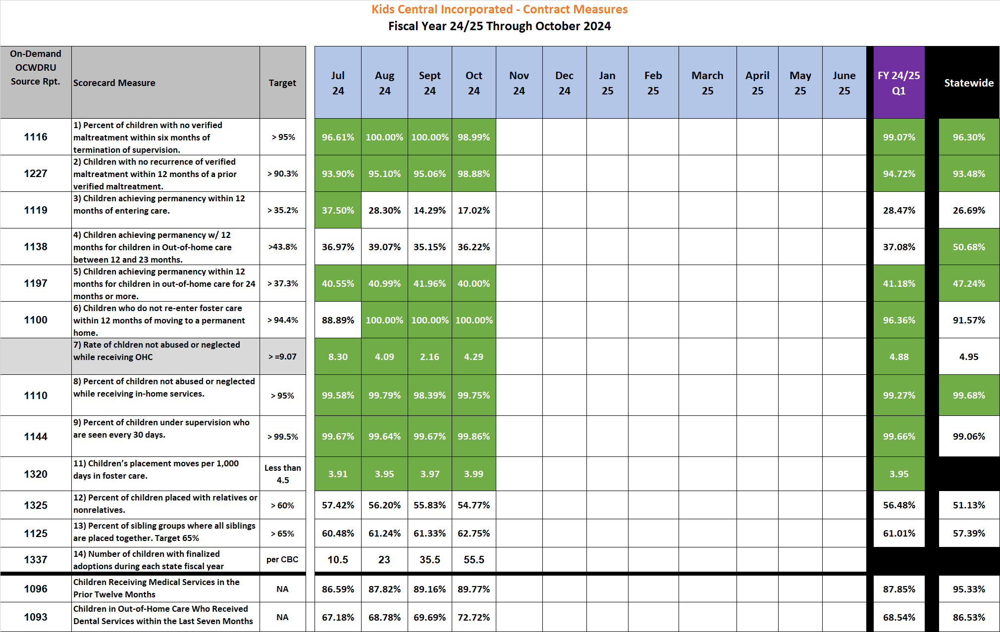 Kids Central Incorporated - Contract Measures
Fiscal Year 24/25 Through October 2024
On-Demand
OCWDRU
Source Rpt.
Scorecard Measure
Target
Jul
24
Aug
24
Sept
24
Oct
24
Nov
24
Dec
24
Jan
25
Feb
25
March
25
April
25
May
25
June
25
FY 24/25
Q1
Statewide
1116
1) Percent of children with no verified
maltreatment within six months of
termination of supervision.
> 95%
96.61%
100.00%
100.00%
98.99%
99.07%
96.30%
1227
2) Children with no recurrence of verified
maltreatment within 12 months of a prior
verified maltreatment.
> 90.3%
93.90%
95.10%
95.06%
98.88%
94.72%
93.48%
1119
3) Children achieving permanency within 12
months of entering care.
> 35.2%
37.50%
28.30%
14.29%
17.02%
28.47%
26.69%
1138
4) Children achieving permanency w/ 12
months for children in Out-of-home care
between 12 and 23 months.
>43.8%
36.97%
39.07%
35.15%
36.22%
37.08%
50.68%
1197
5) Children achieving permanency within 12
months for children in out-of-home care for 24
months or more.
> 37.3%
40.55%
40.99%
41.96%
40.00%
41.18%
47.24%
1100
6) Children who do not re-enter foster care
within 12 months of moving to a permanent
home.
> 94.4%
88.89%
100.00%
100.00%
100.00%
96.36%
91.57%
7) Rate of chldren not abused or neglected
while receiving OHC
> =9.07
8.30
4.09
2.16
4.29
4.88
4.95
1110
8) Percent of children not abused or neglected
while receiving in-home services.
> 95%
99.58%
99.79%
98.39%
99.75%
99.27%
99.68%
1144
9) Percent of children under supervision who
are seen every 30 days.
> 99.5%
99.67%
99.64%
99.67%
99.86%
99.66%
99.06%
1320
11) Children’s placement moves per 1,000
days in foster care.
Less than
4.5
3.91
3.95
3.97
3.99
3.95
1325
12) Percent of children placed with relatives or
nonrelatives.
> 60%
57.42%
56.20%
55.83%
54.77%
56.48%
51.13%
1125
13) Percent of sibling groups where all siblings
are placed together. Target 65%
> 65%
60.48%
61.24%
61.33%
62.75%
61.01%
57.39%
1337
14) Number of children with finalized
adoptions during each state fiscal year
per CBC
10.5
23
35.5
55.5
1096
Children Receiving Medical Services in the
Prior Twelve Months
NA
86.59%
87.82%
89.16%
89.77%
87.85%
95.33%
1093
Children in Out-of-Home Care Who Received
Dental Services within the Last Seven Months
NA
67.18%
68.78%
69.69%
72.72%
68.54%
86.53%